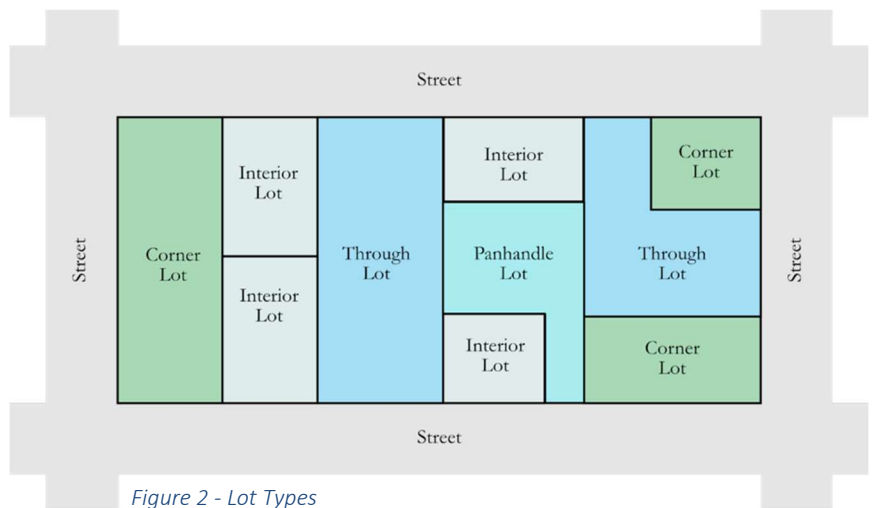 Street
Interior
Lot
Interior
Lot
Corner
Lot
Street
Corner
Lot
Interior
Lot
Through
Lot
Panhandle
Lot
Through
Lot
Street
Interior
Lot
Corner
Lot
Street
Figure 2 - Lot Types